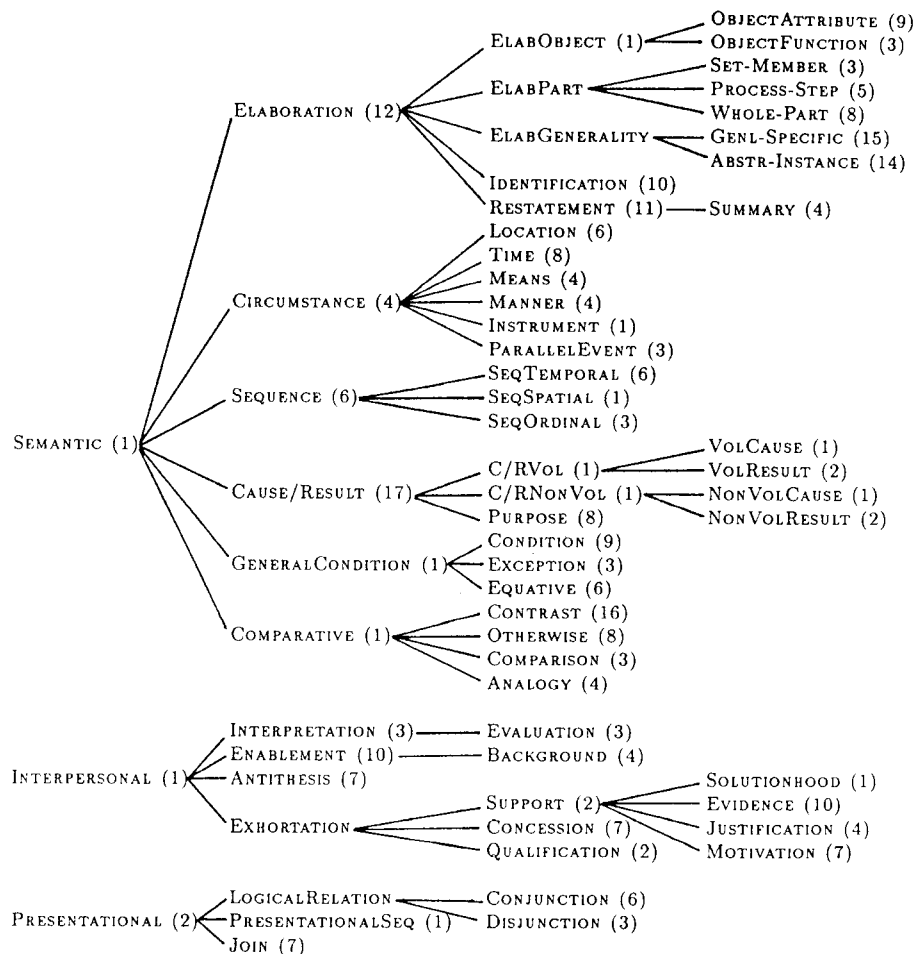 OBJECTATTRIBUTE (9)
ELABOBJECT (1) OBJECTFUNCTION (3)
SET-MEMBER (3)
ELABPART PROCESS-STEP (5)
ELABORATION (12) WHOLE-PART (8)
ELABGENERALITY GENL-SPECIFIC (15)
ABSTR-INSTANCE (14)
IDENTIFICATION (10)
RESTATEMENT (11) SUMMARY (4)
LOCATION (6)
TIME (8)
MEANS (4)
CIRCUMSTANCE (4) MANNER (4)
INSTRUMENT (1)
PARALLELEVENT (3)
SEQTEMPORAL (6)
SEQUENCE (6) SEQSPATIAL (1)
SEQORDINAL (3)
SEMANTIC (1)
VOLCAUSE (1)
C/RVOL (1) VOLRESULT (2)
CAUSE/RESULT (17) C/RNONVOL (1) NONVOLCAUSE (1)
PURPOSE (8) NONVOLRESULT (2)
CONDITION (9)
GENERALCONDITION (1) EXCEPTION (3)
EQUATIVE (6)
CONTRAST (16)
COMPARATIVE (1) OTHERWISE (8)
COMPARISON (3)
ANALOGY (4)
INTERPRETATION (3) EVALUATION (3)
ENABLEMENT (10) BACKGROUND (4)
INTERPERSONAL (1) ANTITHESIS (7)
SOLUTIONHOOD (1)
SUPPORT (2) EVIDENCE (10)
EXHORTATION CONCESSION (7) JUSTIFICATION (4)
QUALIFICATION (2) MOTIVATION (7)
LOGICALRELATION CONJUNCTION (6)
PRESENTATIONAL (2) PRESENTATIONALSEQ (1) DISJUNCTION (3)
JOIN (7)